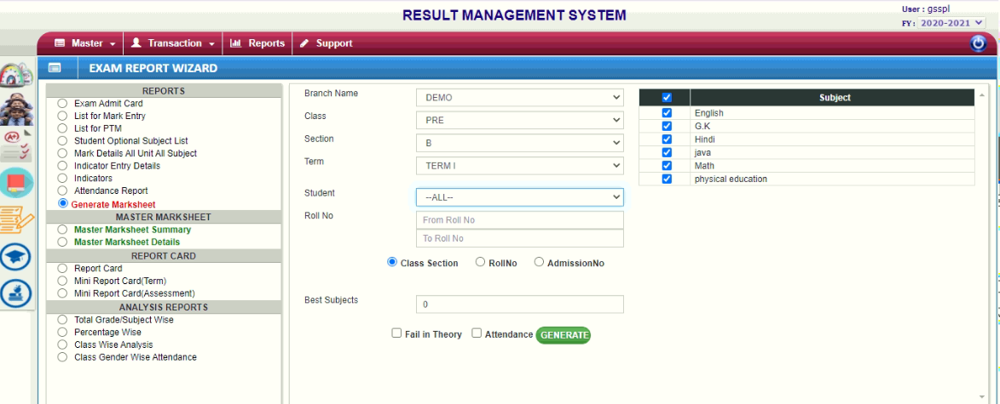 RESULT MANAGEMENT SYSTEM
User : gsspl
FY : 2020-2021
Master Transaction Reports Support
EXAM REPORT WIZARD
REPORTS
Exam Admit Card
List for Mark Entry
List for PTM
Student Optional Subject List
Mark Details All Unit All Subject
Indicator Entry Details
Indicators
Attendance Report
Generate Marksheet
MASTER MARKSHEET
Master Marksheet Summary
Master Marksheet Details
REPORT CARD
Report Card
Mini Report Card(Term)
Mini Report Card(Assessment)
ANALYSIS REPORTS
Total Grade/Subject Wise
Percentage Wise
Class Wise Analysis
Class Gender Wise Attendance
Branch Name DEMO
Class PRE
Section B
Term TERM I
Student --ALL--
Roll No From Roll No
To Roll No
Class Section RollNo AdmissionNo
Best Subjects 0
Fail in Theory Attendance GENERATE
Subject
English
G.K
Hindi
java
Math
physical education
A+